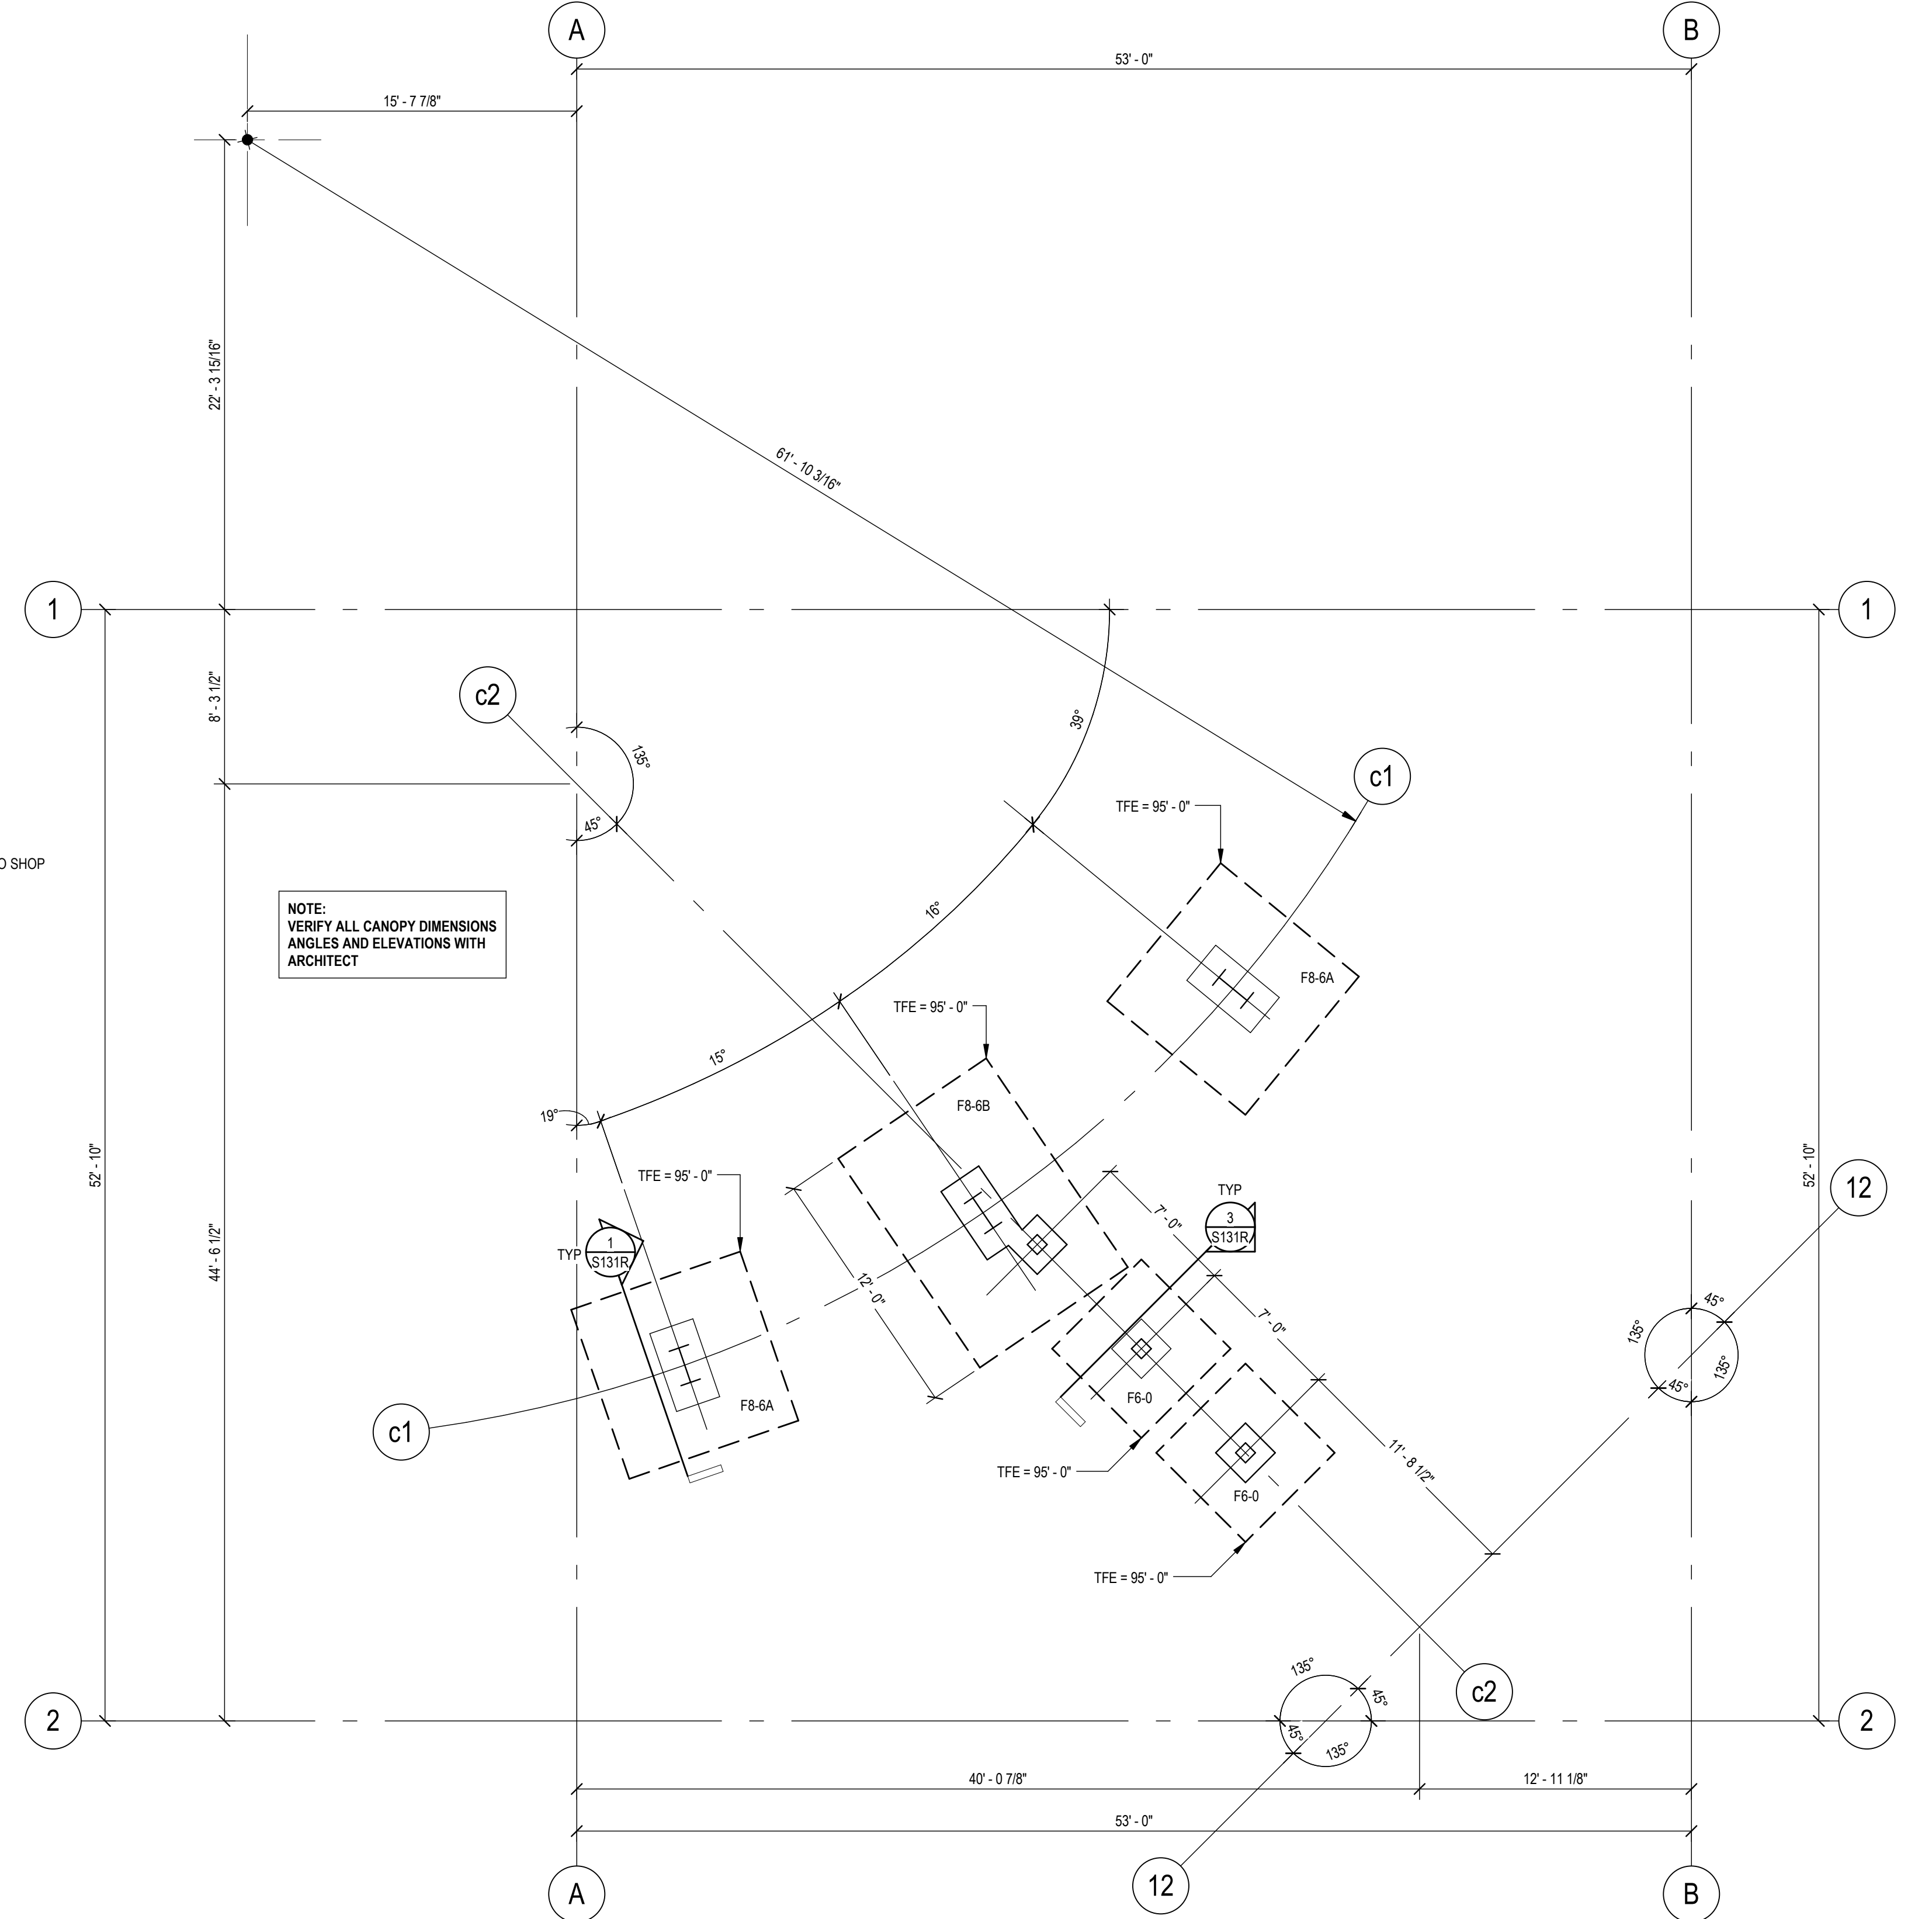 A
B
53' - 0"
15' - 7 7/8"
22' - 3 15/16"
61' - 10 3/16"
1
1
8' - 3 1/2"
c2
135°
45°
39°
c1
TFE = 95' - 0"
O SHOP
NOTE:
VERIFY ALL CANOPY DIMENSIONS
ANGLES AND ELEVATIONS WITH
ARCHITECT
16°
F8-6A
TFE = 95' - 0"
15°
F8-6B
19°
52' - 10"
52' - 10"
TFE = 95' - 0"
12
TYP
7' - 0"
3
S131R
44' - 6 1/2"
TYP
1
S131R
12' - 0"
7' - 0"
45°
135°
135°
45°
F8-6A
F6-0
c1
11' - 8 1/2"
TFE = 95' - 0"
F6-0
TFE = 95' - 0"
135°
45°
45°
135°
c2
2
2
40' - 0 7/8"
12' - 11 1/8"
53' - 0"
12
A
B